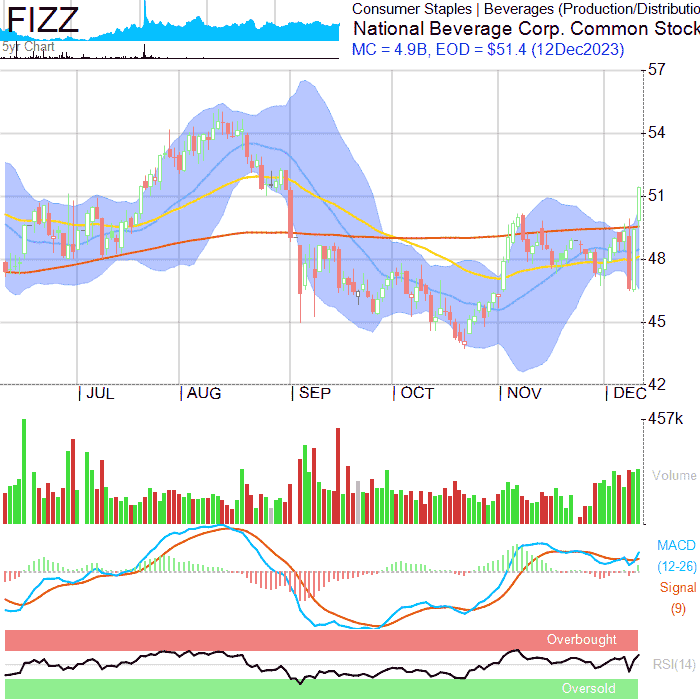 FIZZ
5yr Chart
Consumer Staples | Beverages (Production/Distributio
National Beverage Corp. Common Stock
MC = 4.9B, EOD = $51.4 (12Dec2023)
57
54
51
48
45
42
| JUL | AUG | SEP | OCT | NOV | DEC
457k
Volume
MACD
(12-26)
Signal
(9)
Overbought
RSI(14)
Oversold